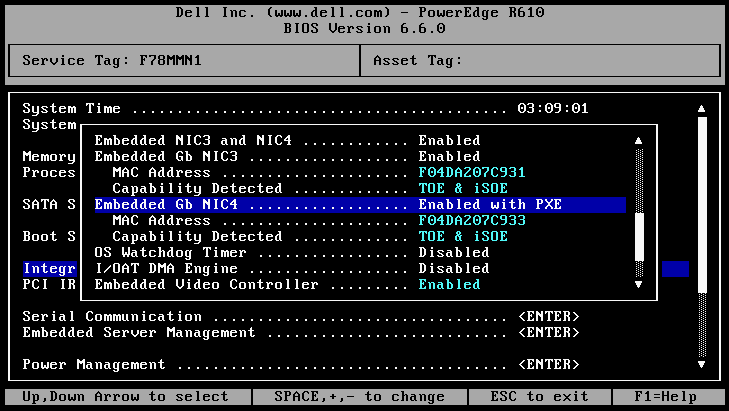 Dell Inc. (www.dell.com) - PowerEdge R610
BIOS Version 6.6.0
Service Tag: F78MMN1 Asset Tag:
System Time ......................................... 03:09:01
System
Embedded NIC3 and NIC4 ............ Enabled
Memory Embedded Gb NIC3 .................. Enabled
Proces MAC Address ..................... F04DA207C931
Capability Detected ............. TOE & iSOE
SATA S Embedded Gb NIC4 .................. Enabled with PXE
MAC Address ..................... F04DA207C933
Boot S Capability Detected ............. TOE & iSOE
OS Watchdog Timer ................. Disabled
Integr I/OAT DMA Engine .................. Disabled
PCI IR Embedded Video Controller ......... Enabled
Serial Communication ................................ <ENTER>
Embedded Server Management .......................... <ENTER>
Power Management .................................... <ENTER>
Up,Down Arrow to select SPACE,+,- to change ESC to exit F1=Help